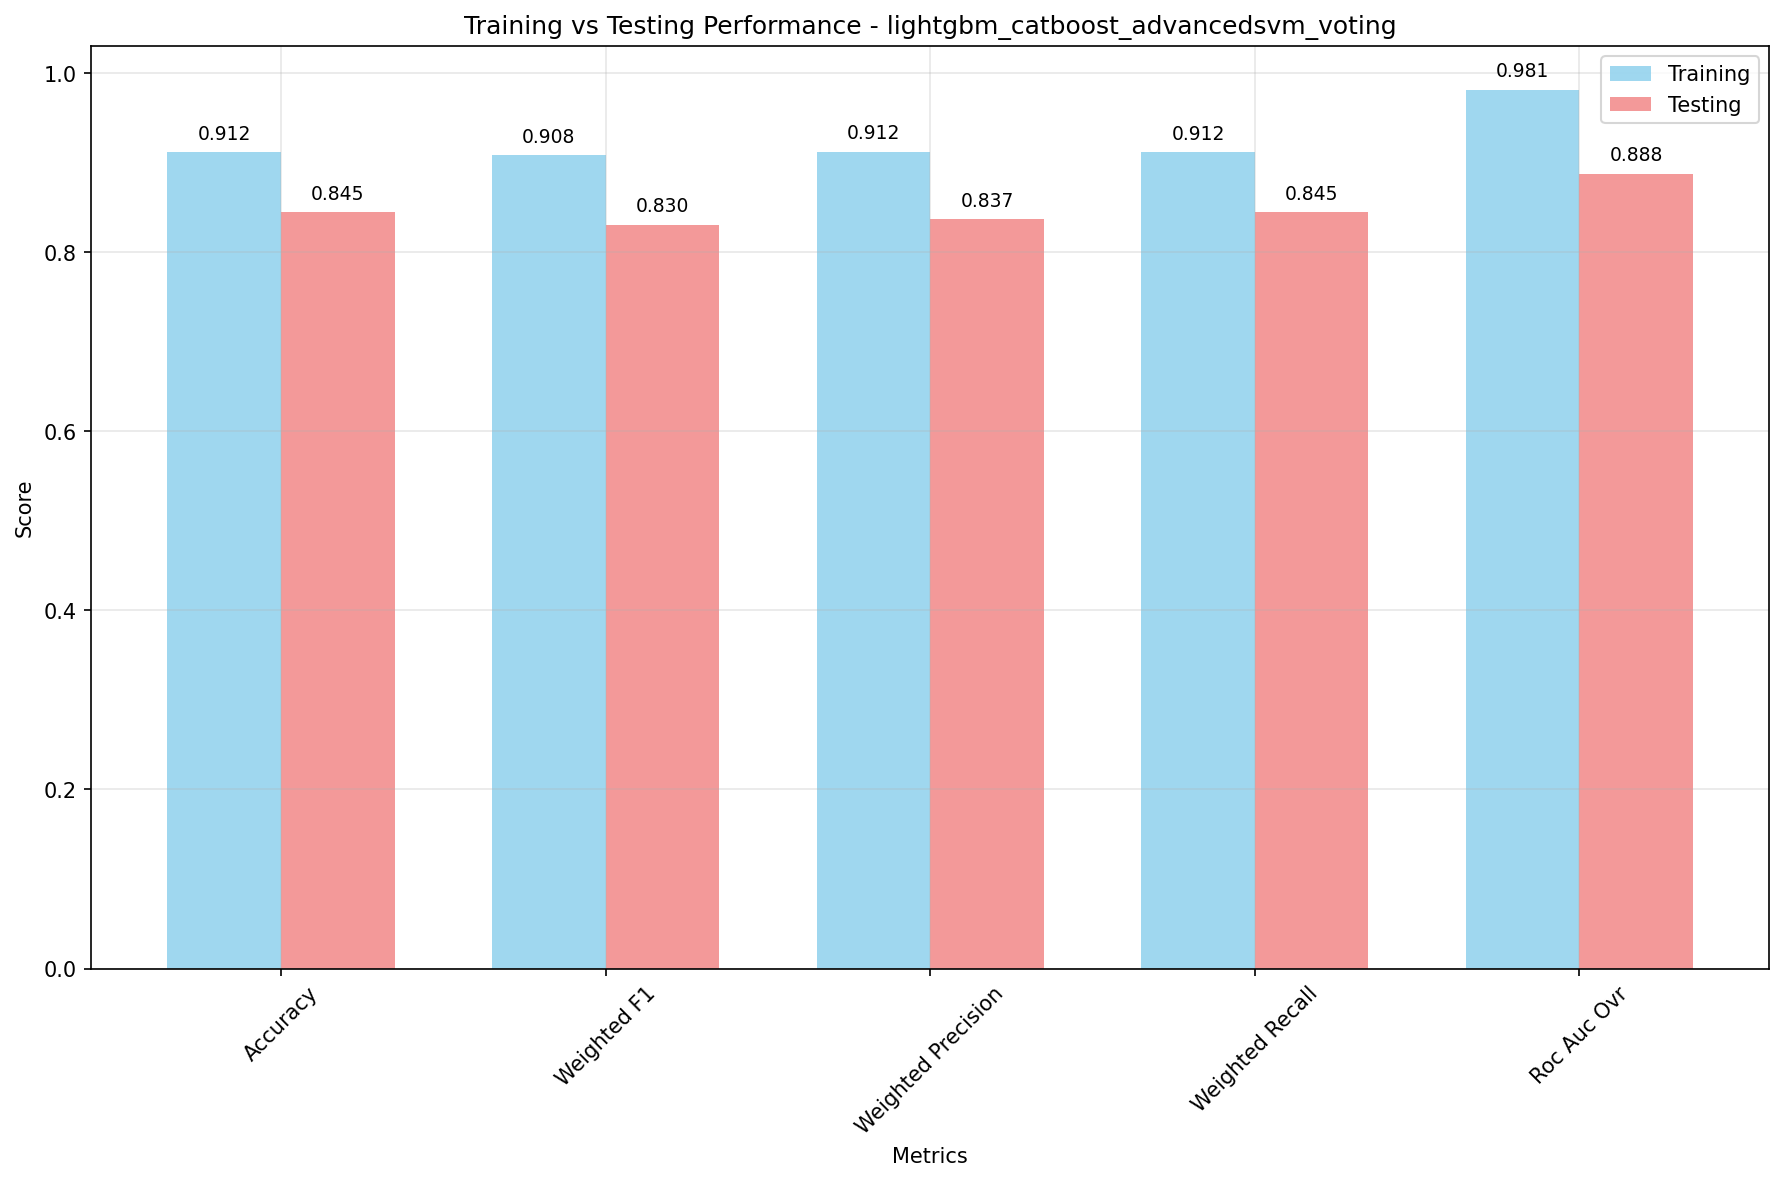 Training vs Testing Performance - lightgbm_catboost_advancedsvm_voting
Training
Testing
1.0
0.8
0.6
0.4
0.2
0.0
Score
0.912
0.845
0.908
0.830
0.912
0.837
0.912
0.845
0.981
0.888
Accuracy
Weighted F1
Weighted Precision
Weighted Recall
Roc Auc Ovr
Metrics